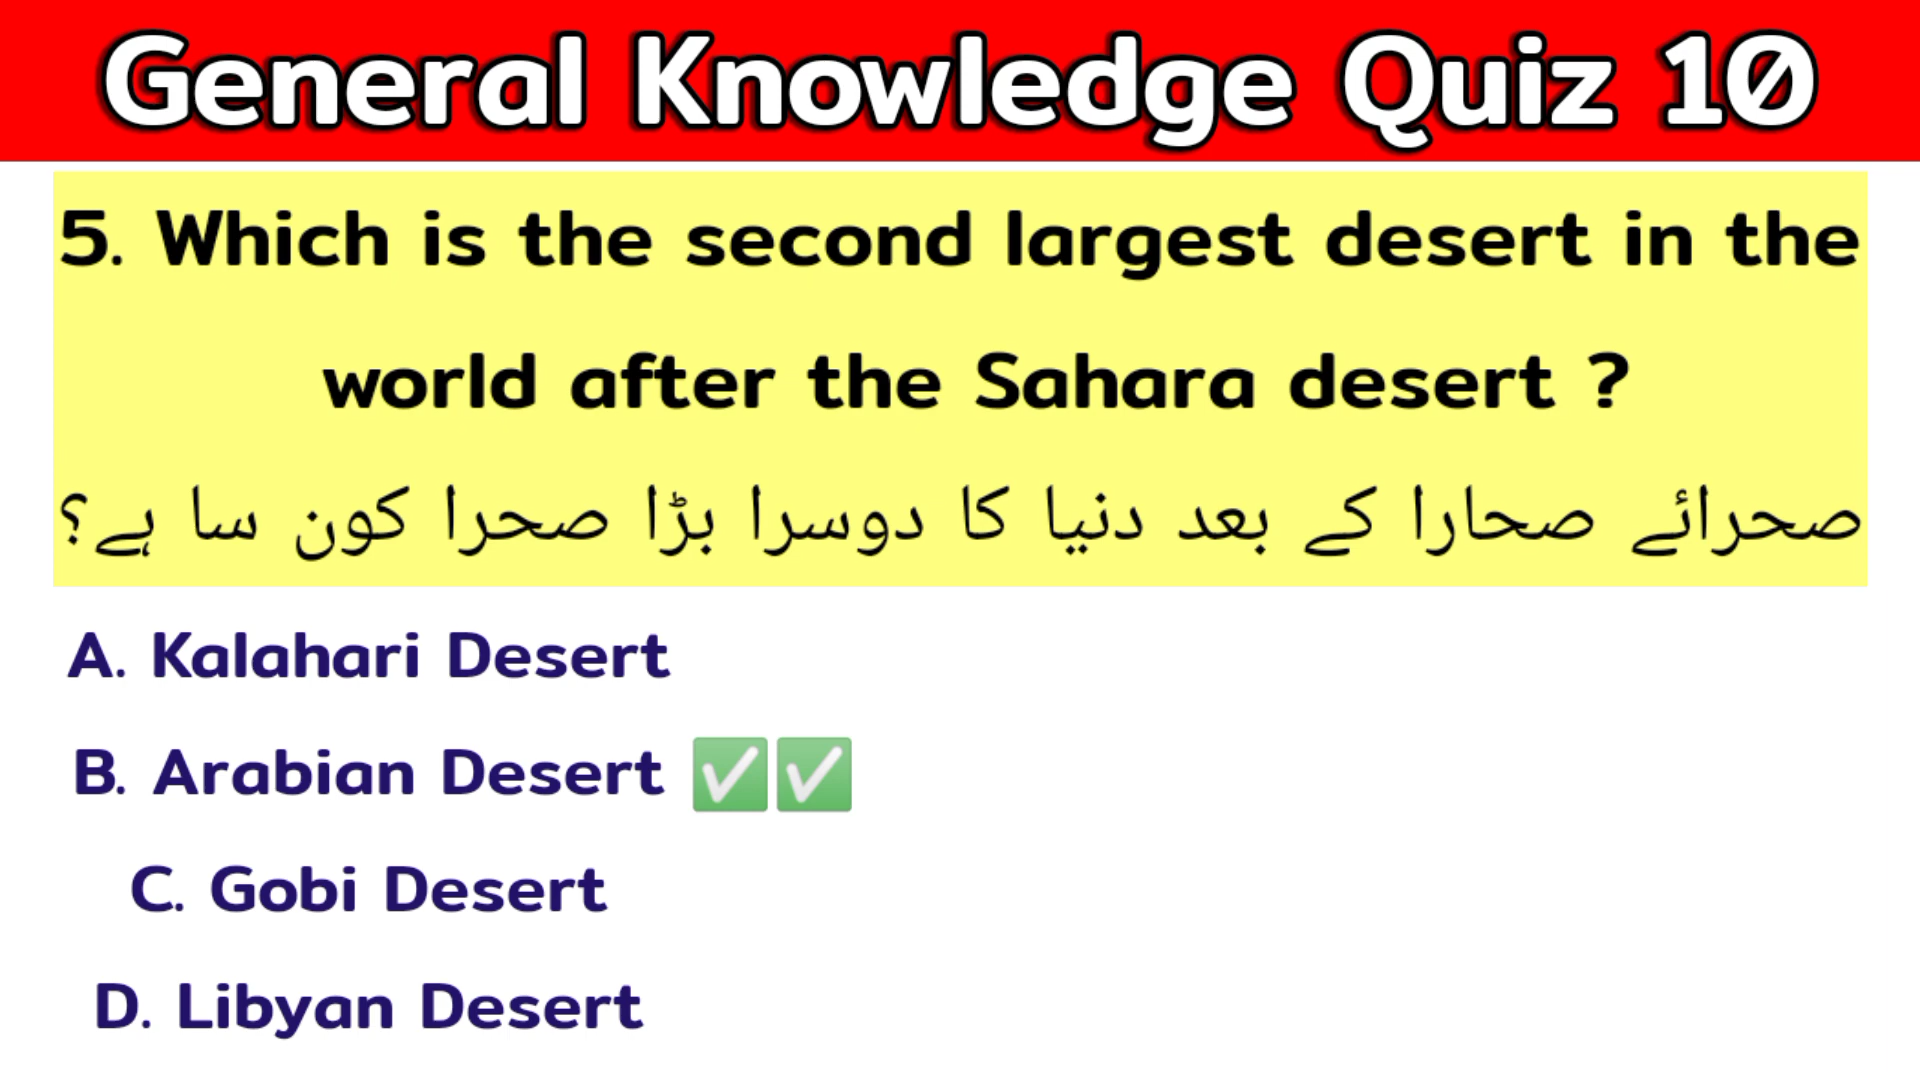 General Knowledge Quiz 10
5. Which is the second largest desert in the
world after the Sahara desert ?
صحرائے صحارا کے بعد دنیا کا دوسرا بڑا صحرا کون سا ہے؟
A. Kalahari Desert
B. Arabian Desert ✅✅
C. Gobi Desert
D. Libyan Desert